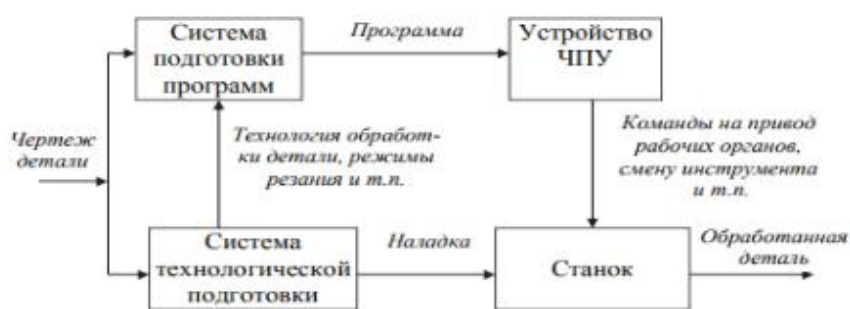 Система
подготовки
программ
Программа
Устройство
ЧПУ
Чертеж
детали
Технология обработ-
ки детали, режимы
резания и т.п.
Команды на привод
рабочих органов,
смену инструмента
и т.п.
Система
технологической
подготовки
Наладка
Станок
Обработанная
деталь